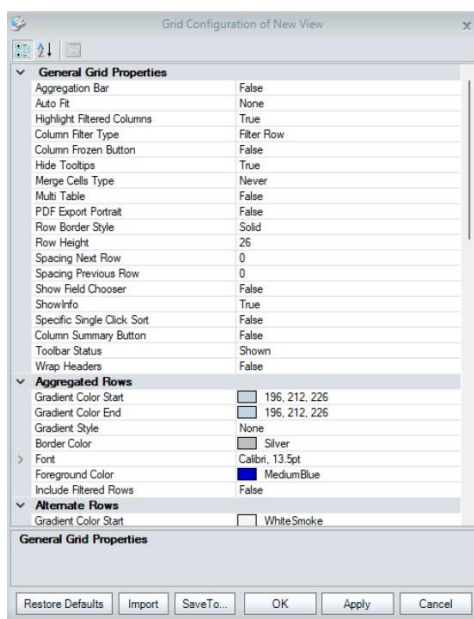 Grid Configuration of New View
General Grid Properties
Aggregation Bar False
Auto Fit None
Highlight Filtered Columns True
Column Filter Type Filter Row
Column Frozen Button False
Hide Tooltips True
Merge Cells Type Never
Multi Table False
PDF Export Portrait False
Row Border Style Solid
Row Height 26
Spacing Next Row 0
Spacing Previous Row 0
Show Field Chooser False
ShowInfo True
Specific Single Click Sort False
Column Summary Button False
Toolbar Status Shown
Wrap Headers False
Aggregated Rows
Gradient Color Start 196, 212, 226
Gradient Color End 196, 212, 226
Gradient Style None
Border Color Silver
Font Calibri, 13.5pt
Foreground Color MediumBlue
Include Filtered Rows False
Alternate Rows
Gradient Color Start WhiteSmoke
General Grid Properties
Restore Defaults Import SaveTo... OK Apply Cancel